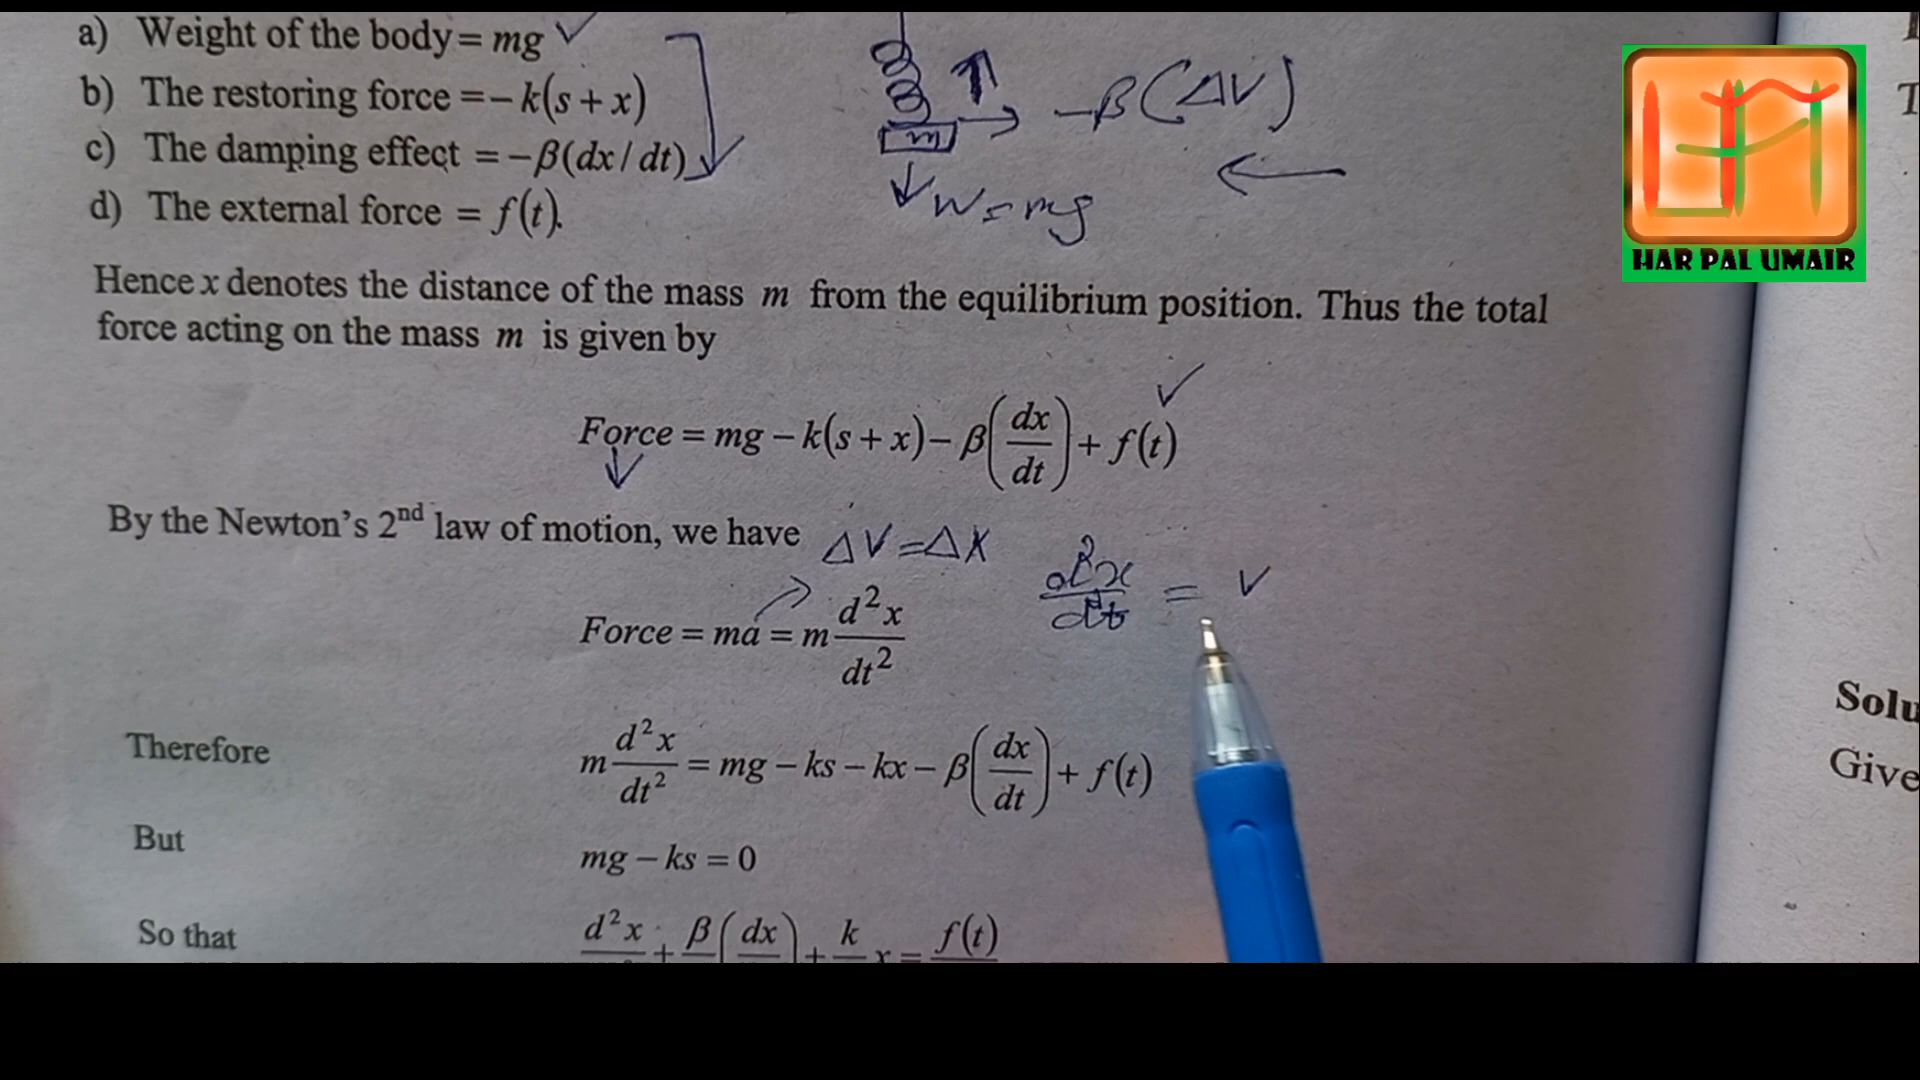 a) Weight of the body = mg ✓
b) The restoring force = – k(s + x)
c) The damping effect = – β(dx / dt)
d) The external force = f(t).
m
–β(ΔV)
W = mg
HAR PAL UMAIR
Hence x denotes the distance of the mass m from the equilibrium position. Thus the total
force acting on the mass m is given by
Force = mg – k(s + x) – β(dx/dt) + f(t) ✓
By the Newton's 2nd law of motion, we have ΔV = ΔX
Force = ma = m d²x/dt²
= V
Therefore m d²x/dt² = mg – ks – kx – β(dx/dt) + f(t)
But mg – ks = 0
So that d²x + β(dx) + k x = f(t)
Solu
Give